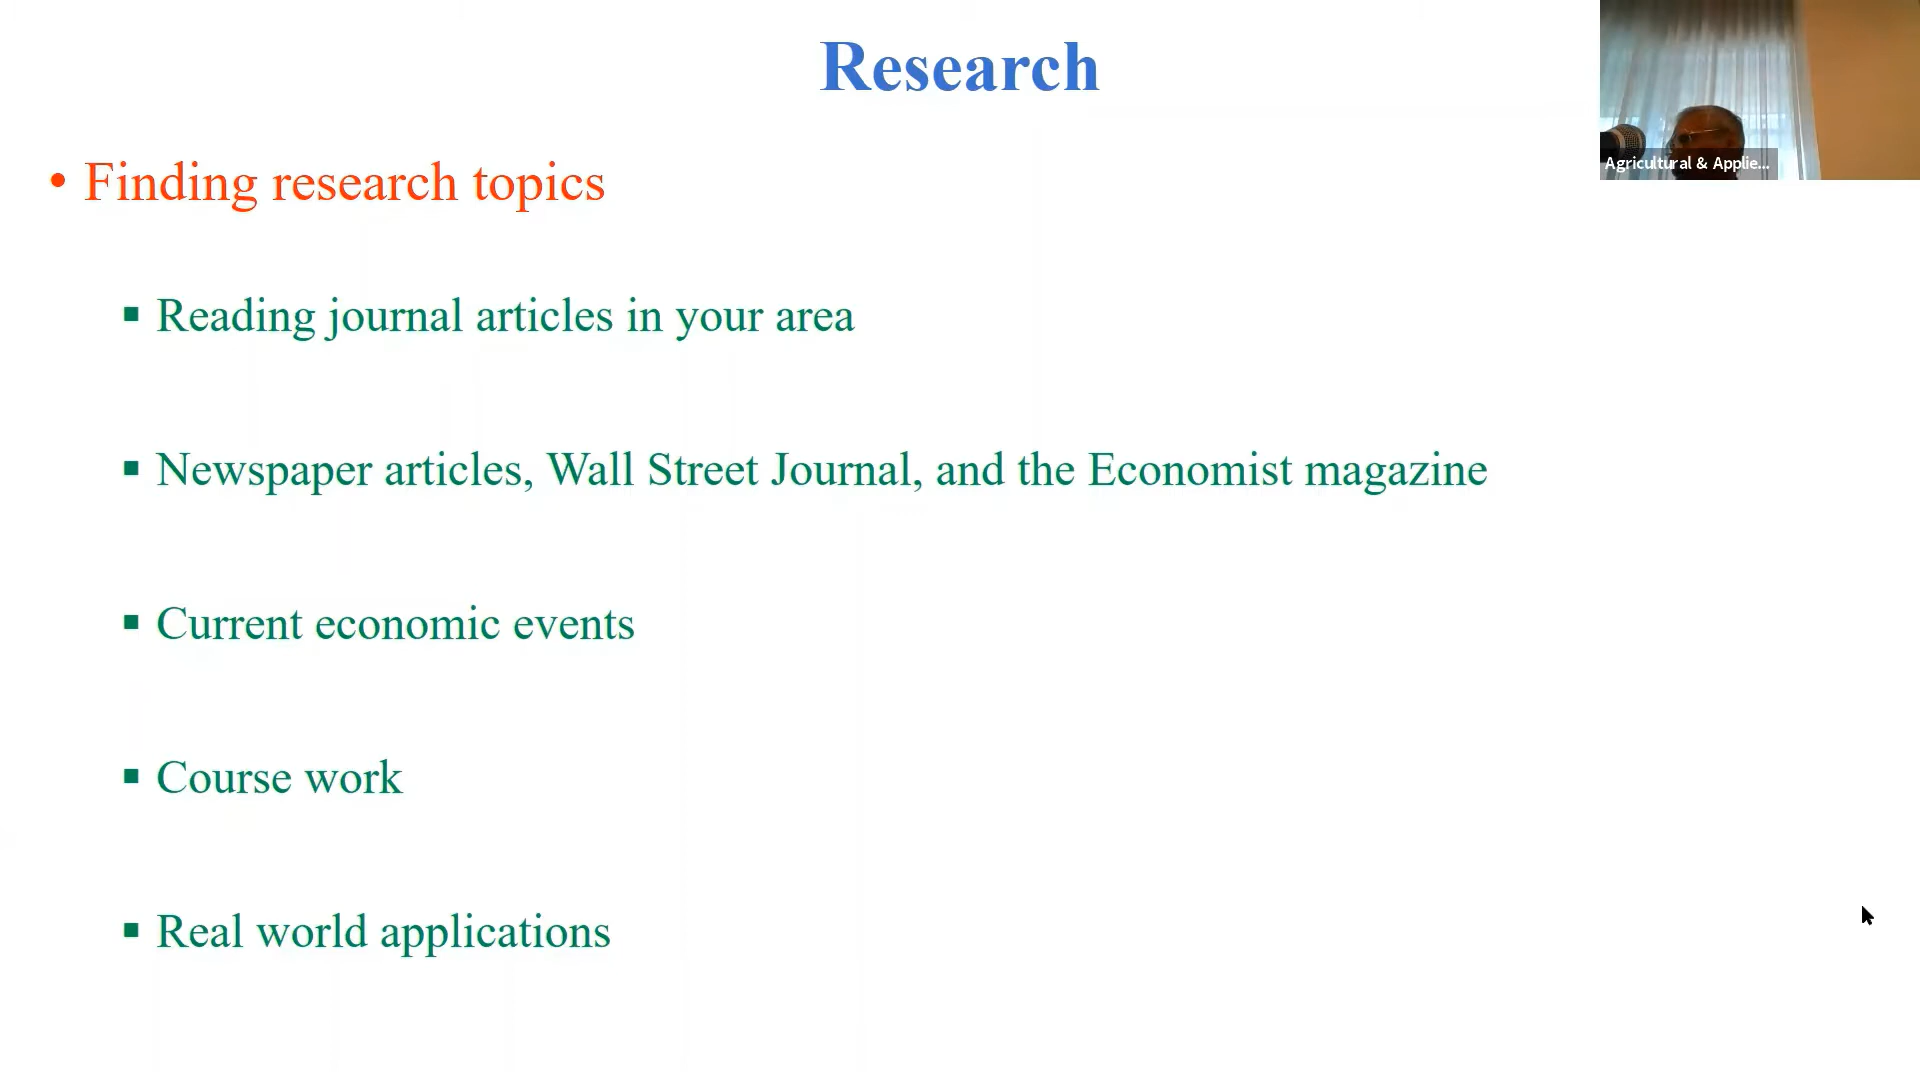 Research
• Finding research topics
▪ Reading journal articles in your area
▪ Newspaper articles, Wall Street Journal, and the Economist magazine
▪ Current economic events
▪ Course work
▪ Real world applications
Agricultural & Applie...